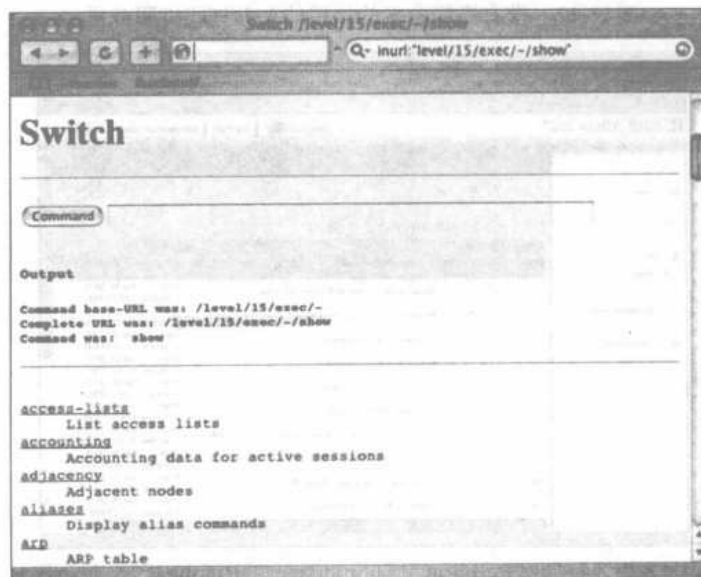 Switch /level/15/exec/-/show
inurl:"level/15/exec/-/show"
Switch
Command
Output
Command base-URL was: /level/15/exec/-
Complete URL was: /level/15/exec/-/show
Command was: show
access-lists
List access lists
accounting
Accounting data for active sessions
adjacency
Adjacent nodes
aliases
Display alias commands
arp
ARP table